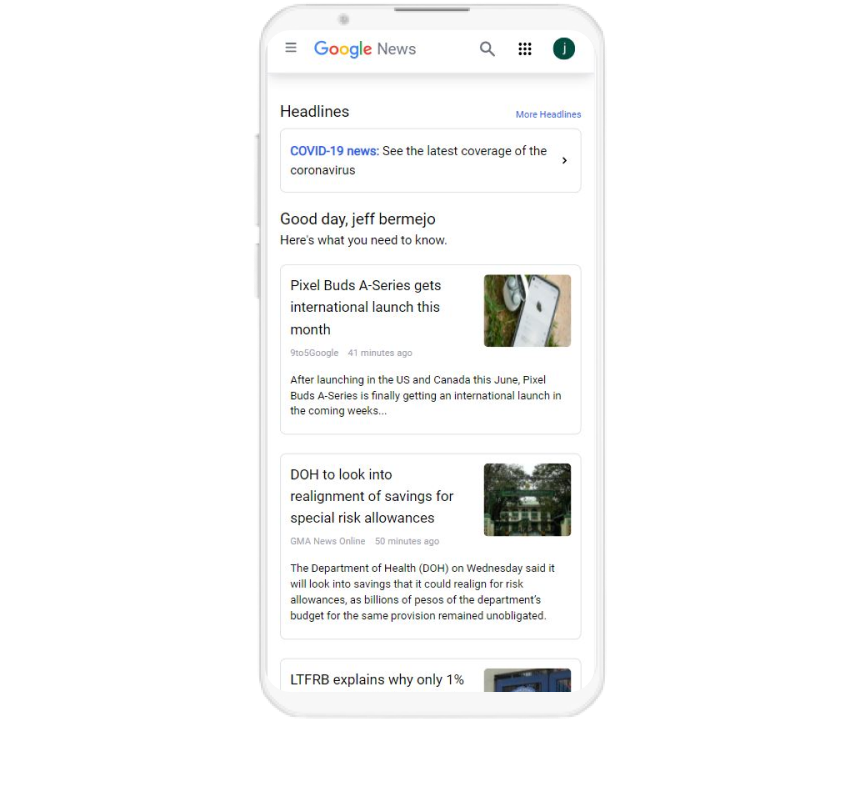 Google News
j
Headlines
More Headlines
COVID-19 news: See the latest coverage of the
coronavirus
Good day, jeff bermejo
Here's what you need to know.
Pixel Buds A-Series gets
international launch this
month
9to5Google 41 minutes ago
After launching in the US and Canada this June, Pixel
Buds A-Series is finally getting an international launch in
the coming weeks...
DOH to look into
realignment of savings for
special risk allowances
GMA News Online 50 minutes ago
The Department of Health (DOH) on Wednesday said it
will look into savings that it could realign for risk
allowances, as billions of pesos of the department’s
budget for the same provision remained unobligated.
LTFRB explains why only 1%